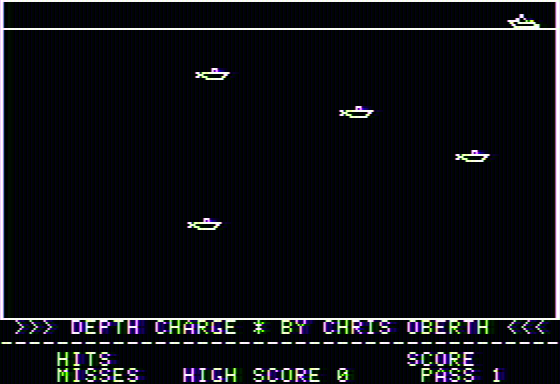 >>> DEPTH CHARGE * BY CHRIS OBERTH <<<
HITS SCORE
MISSES HIGH SCORE 0 PASS 1